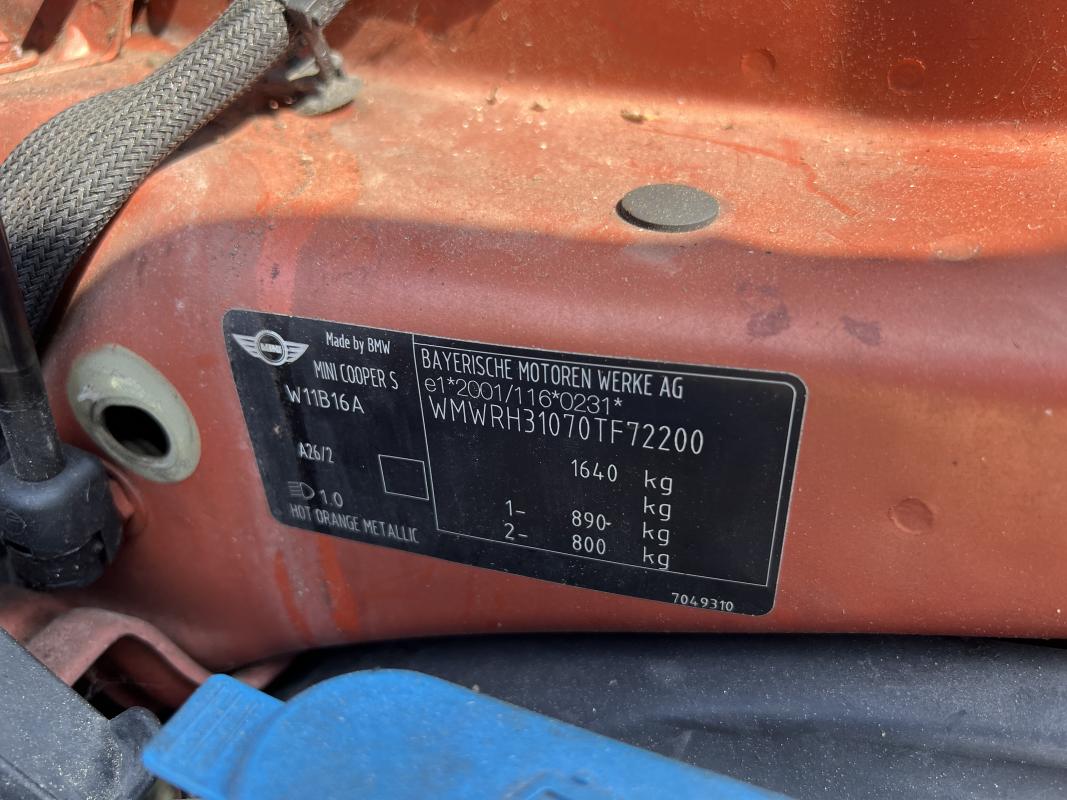 MINI
Made by BMW
MINI COOPER S
W11B16A
A26/2
1.0
HOT ORANGE METALLIC
BAYERISCHE MOTOREN WERKE AG
e1*2001/116*0231*
WMWRH31070TF72200
1640 kg
kg
1- 890- kg
2- 800 kg
7049310